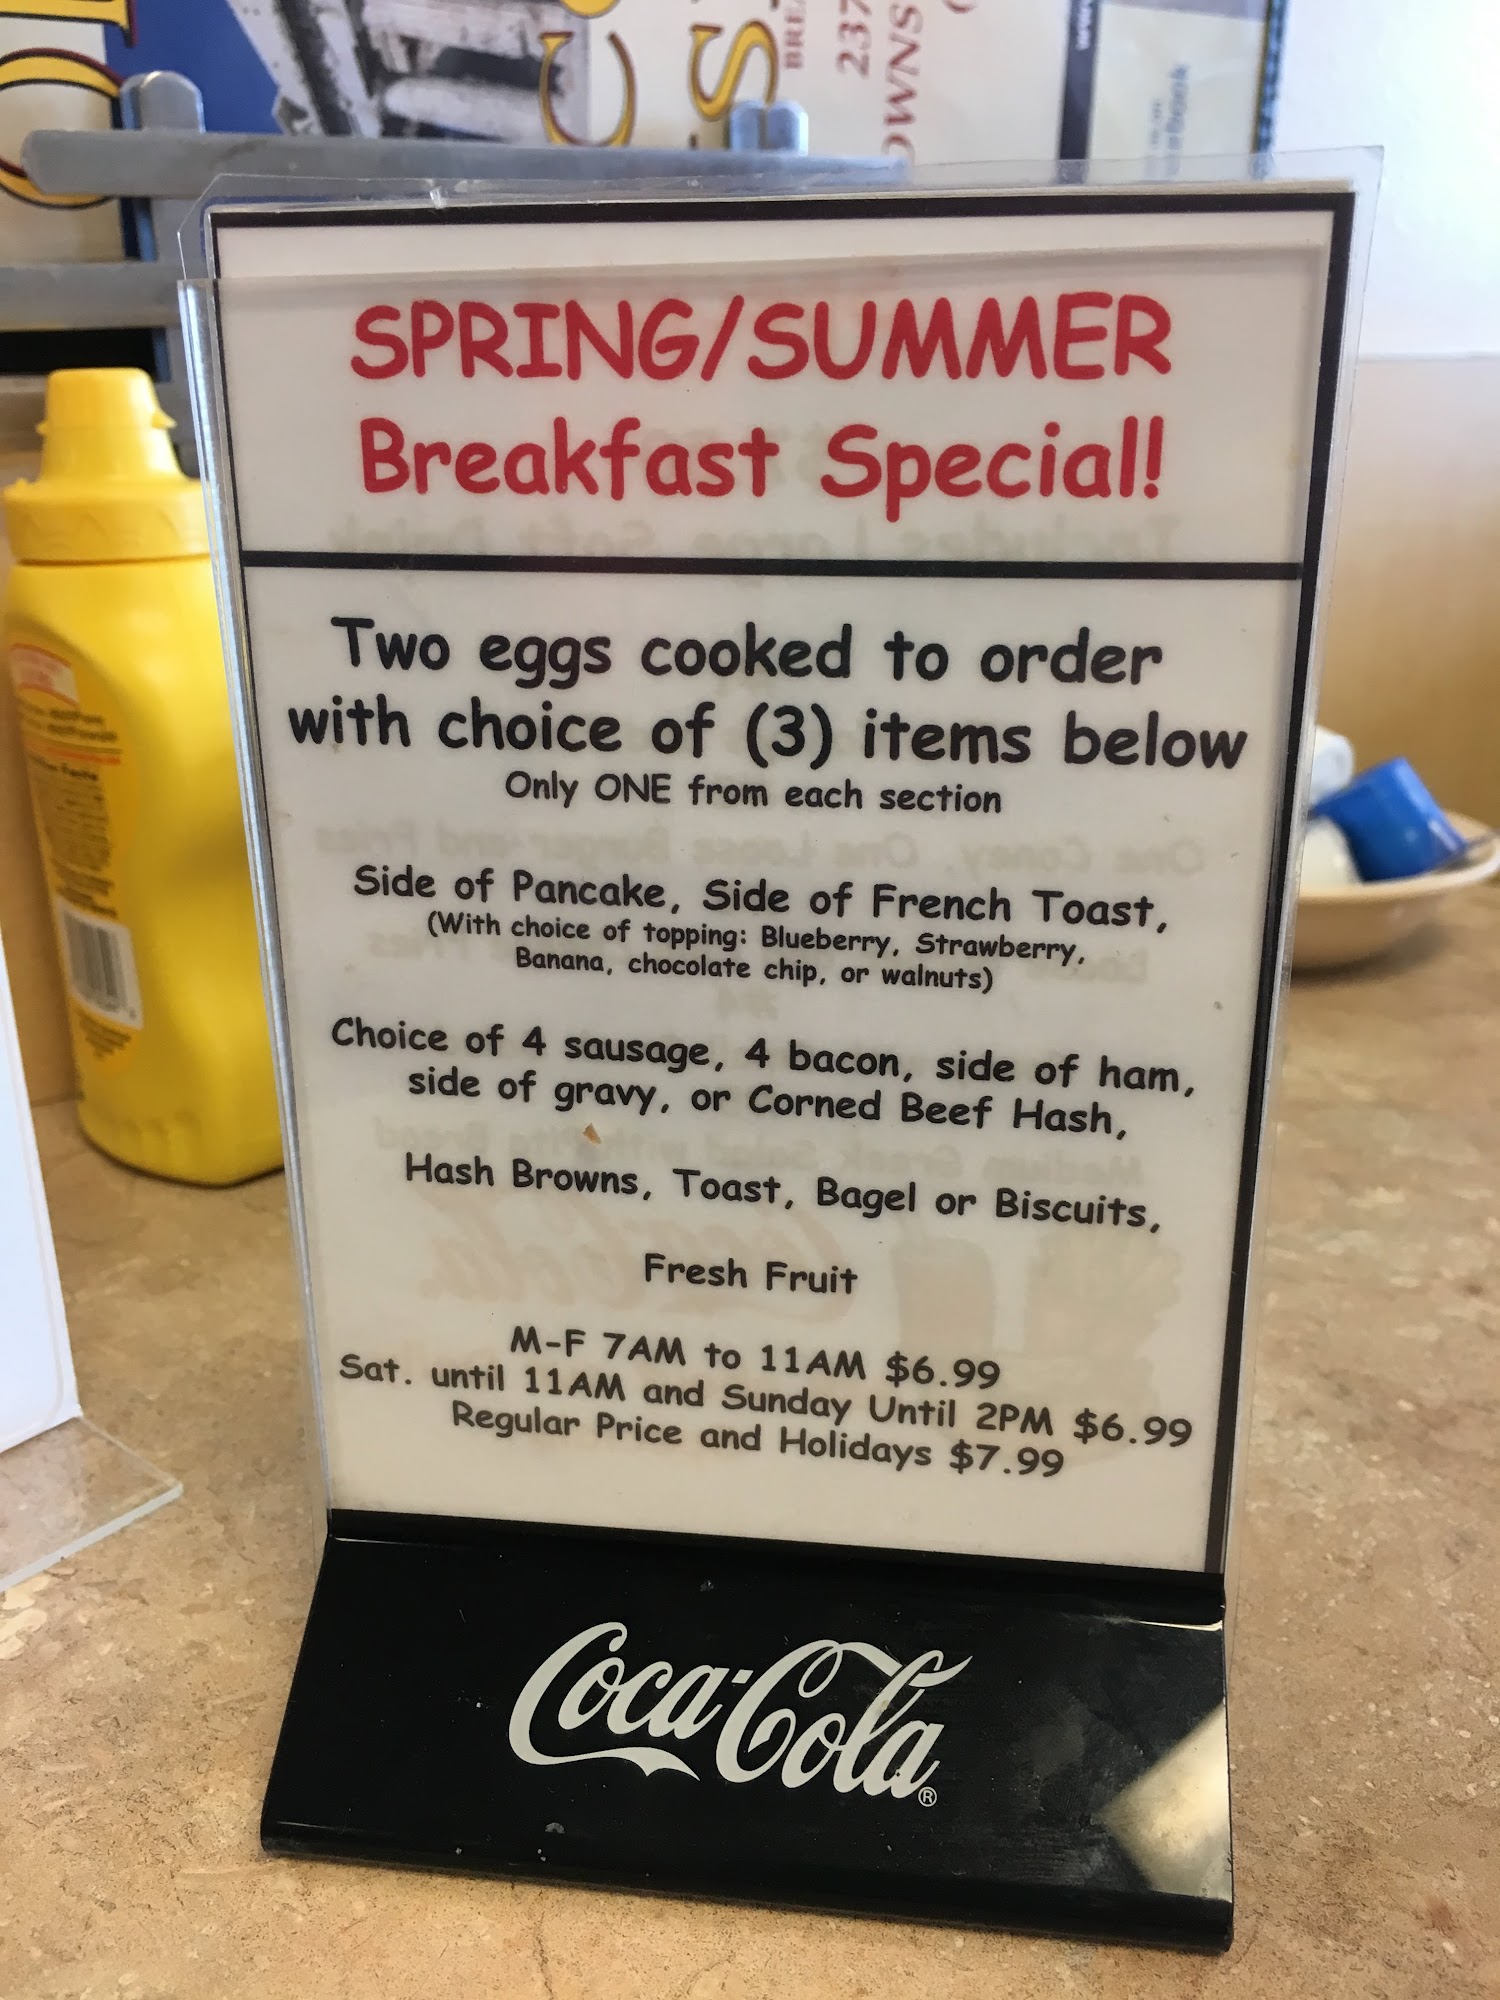 SPRING/SUMMER
Breakfast Special!
Two eggs cooked to order
with choice of (3) items below
Only ONE from each section
Side of Pancake, Side of French Toast,
(With choice of topping: Blueberry, Strawberry,
Banana, chocolate chip, or walnuts)
Choice of 4 sausage, 4 bacon, side of ham,
side of gravy, or Corned Beef Hash,
Hash Browns, Toast, Bagel or Biscuits,
Fresh Fruit
M-F 7AM to 11AM $6.99
Sat. until 11AM and Sunday Until 2PM $6.99
Regular Price and Holidays $7.99
Coca-Cola®